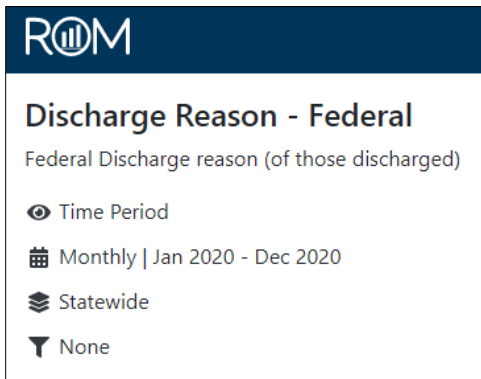 ROM
Discharge Reason - Federal
Federal Discharge reason (of those discharged)
Time Period
Monthly | Jan 2020 - Dec 2020
Statewide
None